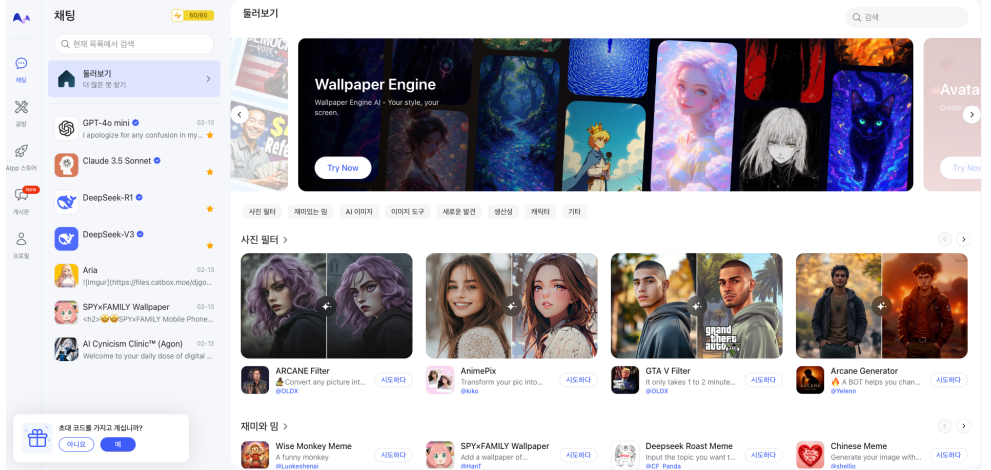 채팅
60/60
둘러보기
검색
현재 목록에서 검색
채팅
공방
Aipp 스토어
New
게시판
프로필
둘러보기
더 많은 봇 찾기
GPT-4o mini
02-13
I apologize for any confusion in my...
Claude 3.5 Sonnet
DeepSeek-R1
DeepSeek-V3
Aria
02-13
![Imgur](https://files.catbox.moe/djgo...
SPY×FAMILY Wallpaper
02-13
<h2>🤩🤩SPY×FAMILY Mobile Phone...
AI Cynicism Clinic™ (Agon)
02-13
Welcome to your daily dose of digital ...
초대 코드를 가지고 계십니까?
아니요
예
VOTE
Wallpaper Engine
Wallpaper Engine AI - Your style, your
screen.
Try Now
Avata
Create
Try Nov
사진 필터
재미있는 밈
AI 이미지
이미지 도구
새로운 발견
생산성
캐릭터
기타
사진 필터 >
grand
theft
auto
ARCANE Filter
Convert any picture int...
@OLDX
시도하다
AnimePix
Transform your pic into...
@kiko
시도하다
GTA V Filter
It only takes 1 to 2 minute...
@OLDX
시도하다
ARCANE
Arcane Generator
🔥 A BOT helps you chan...
@Yelenn
시도하다
재미와 밈 >
Wise Monkey Meme
A funny monkey
@Luokeshenai
시도하다
SPY×FAMILY Wallpaper
Add a wallpaper of...
@HanT
시도하다
Deepseek Roast Meme
Input the topic you want t...
@CF_Panda
시도하다
Chinese Meme
Generate your image with...
@shellio
시도하다